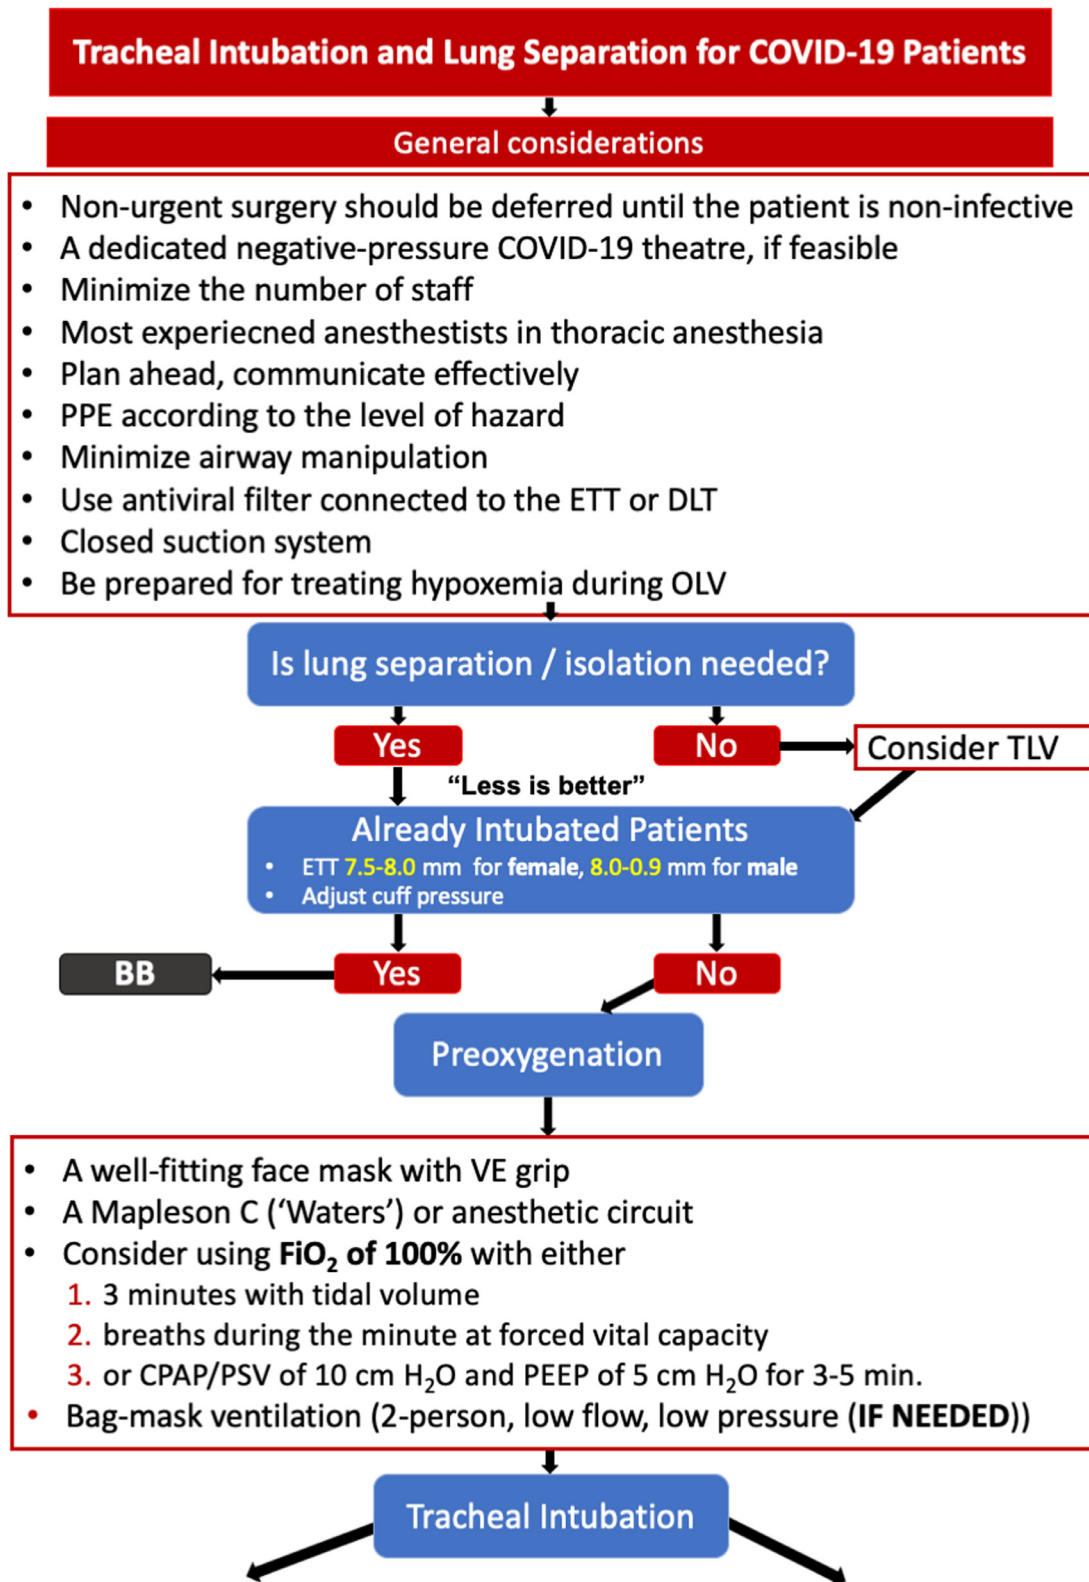 Tracheal Intubation and Lung Separation for COVID-19 Patients
General considerations
• Non-urgent surgery should be deferred until the patient is non-infective
• A dedicated negative-pressure COVID-19 theatre, if feasible
• Minimize the number of staff
• Most experiecned anesthestists in thoracic anesthesia
• Plan ahead, communicate effectively
• PPE according to the level of hazard
• Minimize airway manipulation
• Use antiviral filter connected to the ETT or DLT
• Closed suction system
• Be prepared for treating hypoxemia during OLV
Is lung separation / isolation needed?
Yes
No
Consider TLV
“Less is better”
Already Intubated Patients
• ETT 7.5-8.0 mm for female, 8.0-0.9 mm for male
• Adjust cuff pressure
BB
Yes
No
Preoxygenation
• A well-fitting face mask with VE grip
• A Mapleson C (‘Waters’) or anesthetic circuit
• Consider using FiO₂ of 100% with either
1. 3 minutes with tidal volume
2. breaths during the minute at forced vital capacity
3. or CPAP/PSV of 10 cm H₂O and PEEP of 5 cm H₂O for 3-5 min.
• Bag-mask ventilation (2-person, low flow, low pressure (IF NEEDED))
Tracheal Intubation